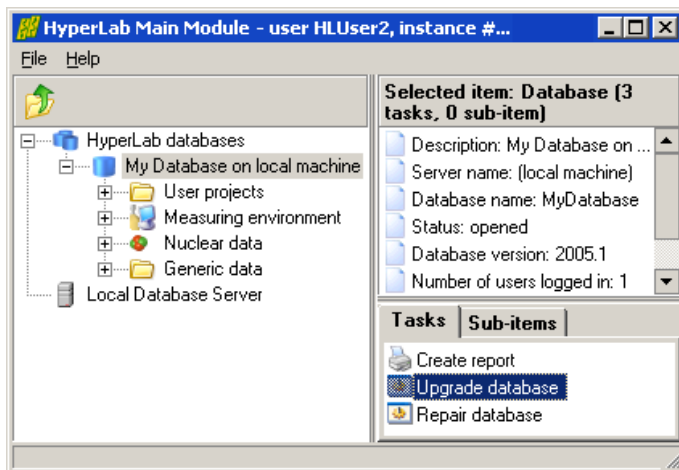 HyperLab Main Module - user HLUser2, instance #...
File Help
HyperLab databases
My Database on local machine
User projects
Measuring environment
Nuclear data
Generic data
Local Database Server
Selected item: Database (3
tasks, 0 sub-item)
Description: My Database on ...
Server name: (local machine)
Database name: MyDatabase
Status: opened
Database version: 2005.1
Number of users logged in: 1
Tasks Sub-items
Create report
Upgrade database
Repair database